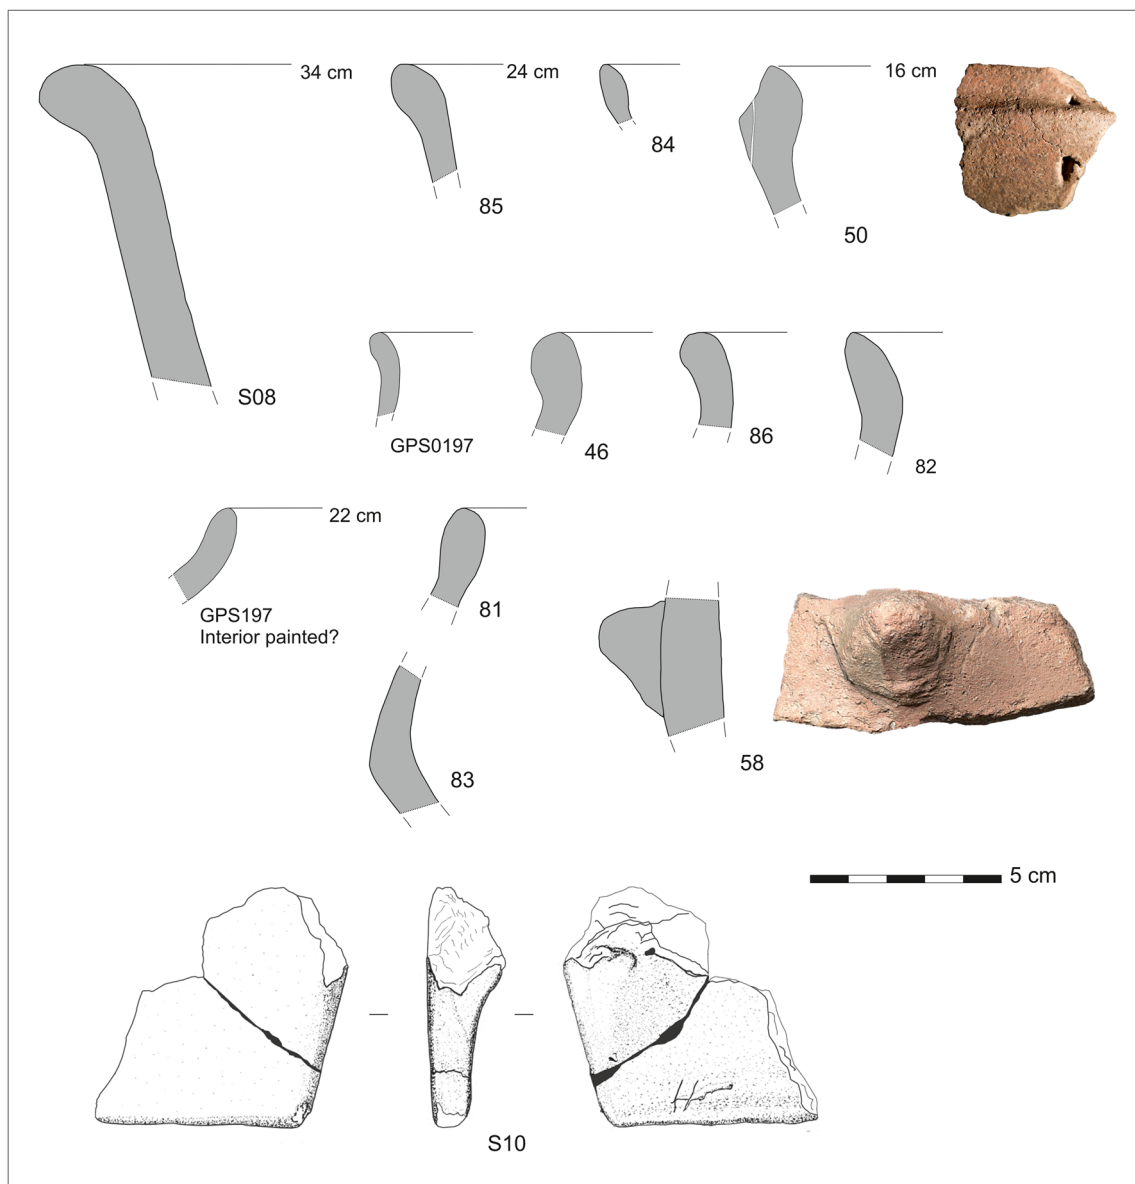 34 cm
24 cm
16 cm
84
85
50
S08
GPS0197
46
86
82
22 cm
GPS197
Interior painted?
81
58
83
5 cm
S10